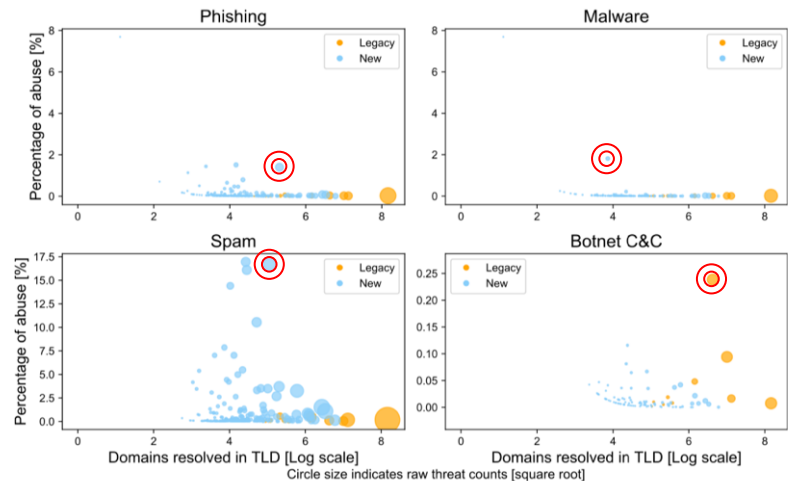 Phishing
Malware
Percentage of abuse [%]
8
6
4
2
0
Legacy
New
0 2 4 6 8
8
6
4
2
0
Legacy
New
0 2 4 6 8
Spam
Botnet C&C
Percentage of abuse [%]
17.5
15.0
12.5
10.0
7.5
5.0
2.5
0.0
Legacy
New
0 2 4 6 8
Domains resolved in TLD [Log scale]
0.25
0.20
0.15
0.10
0.05
0.00
Legacy
New
0 2 4 6 8
Domains resolved in TLD [Log scale]
Circle size indicates raw threat counts [square root]